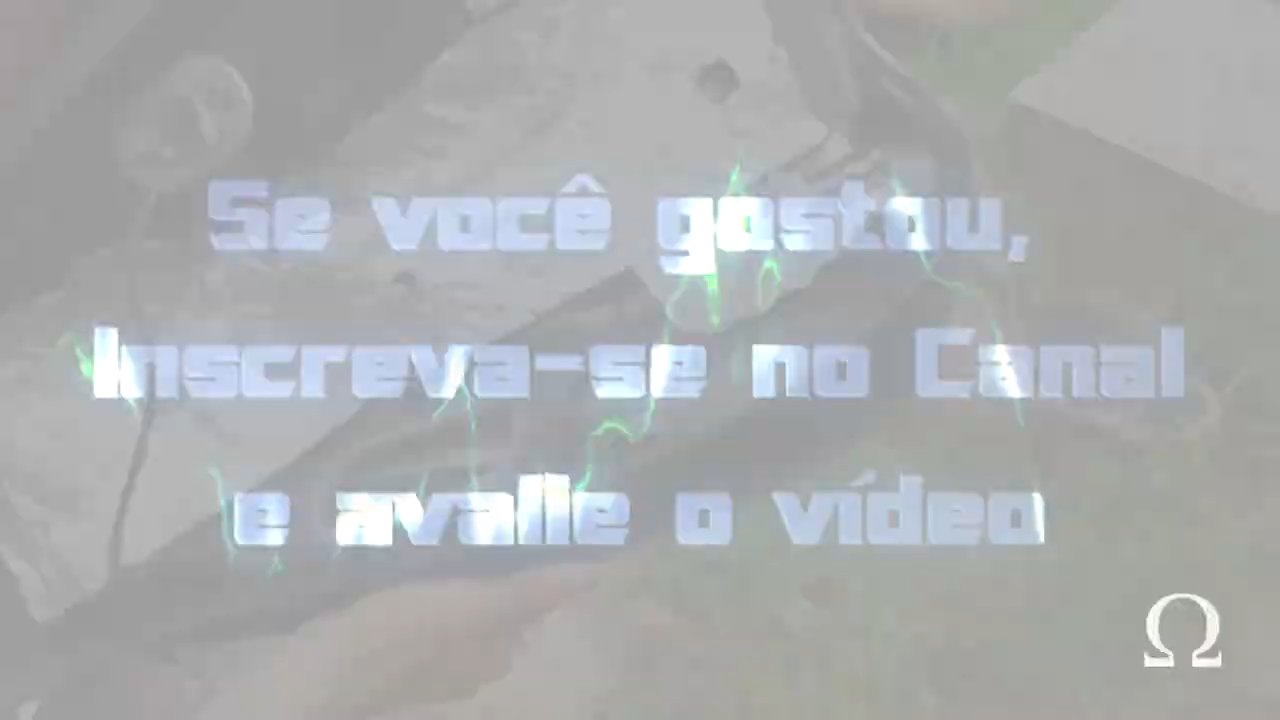 Se você gostou,
Inscreva-se no Canal
e avalie o vídeo
Ω